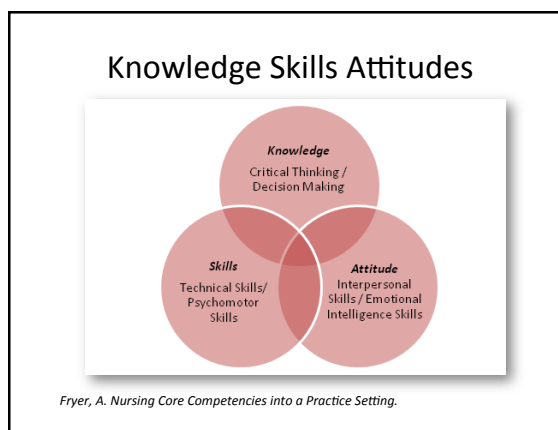 Knowledge Skills Attitudes
Knowledge
Critical Thinking /
Decision Making
Skills
Technical Skills/
Psychomotor
Skills
Attitude
Interpersonal
Skills / Emotional
Intelligence Skills
Fryer, A. Nursing Core Competencies into a Practice Setting.